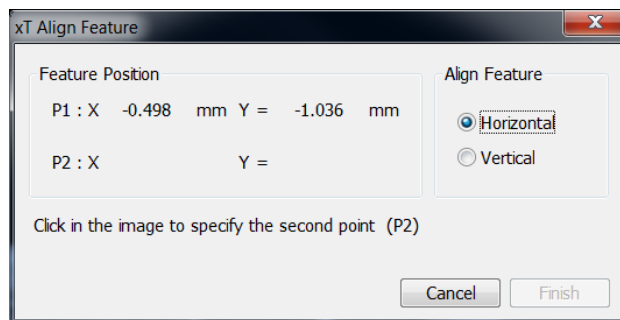 xT Align Feature
Feature Position
P1 : X -0.498 mm Y = -1.036 mm
P2 : X Y =
Align Feature
Horizontal
Vertical
Click in the image to specify the second point (P2)
Cancel Finish